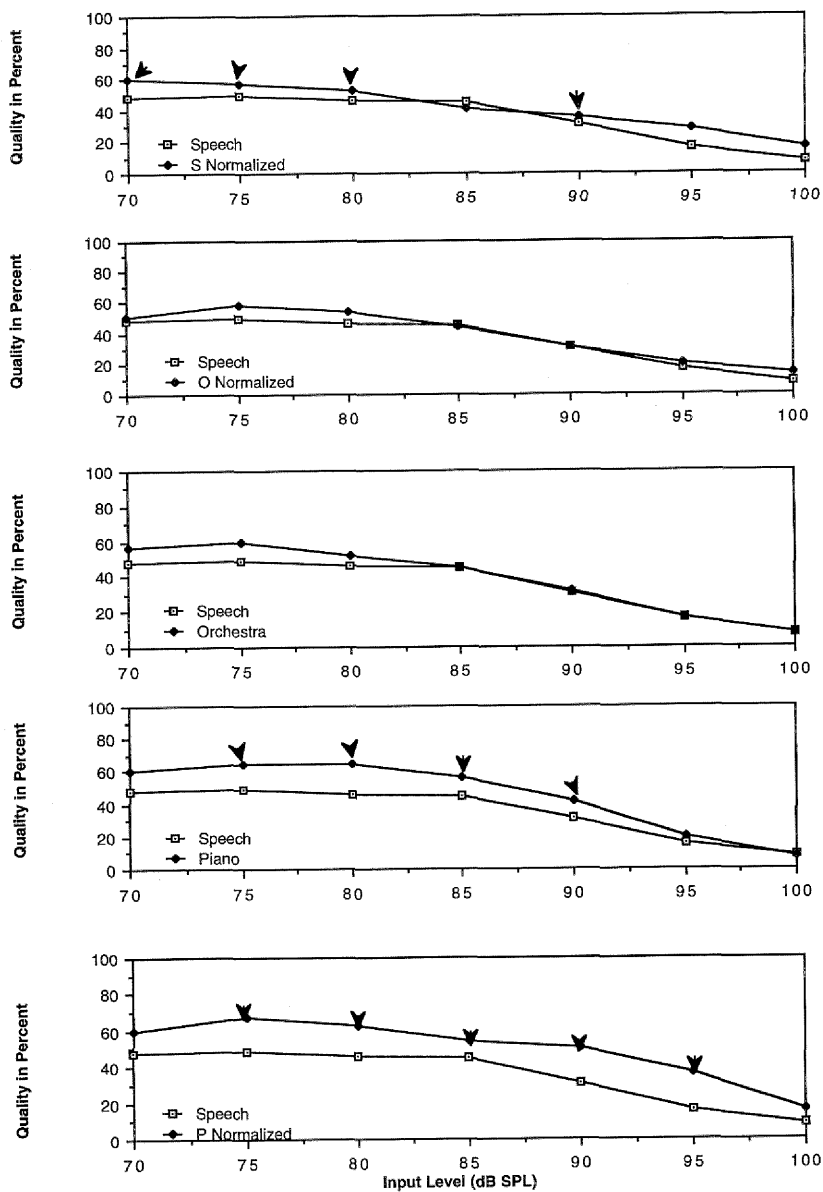 Quality in Percent
100
80
60
40
20
0
Speech
S Normalized
70 75 80 85 90 95 100
Quality in Percent
100
80
60
40
20
0
Speech
O Normalized
70 75 80 85 90 95 100
Quality in Percent
100
80
60
40
20
0
Speech
Orchestra
70 75 80 85 90 95 100
Quality in Percent
100
80
60
40
20
0
Speech
Piano
70 75 80 85 90 95 100
Quality in Percent
100
80
60
40
20
0
Speech
P Normalized
70 75 80 85 90 95 100
Input Level (dB SPL)